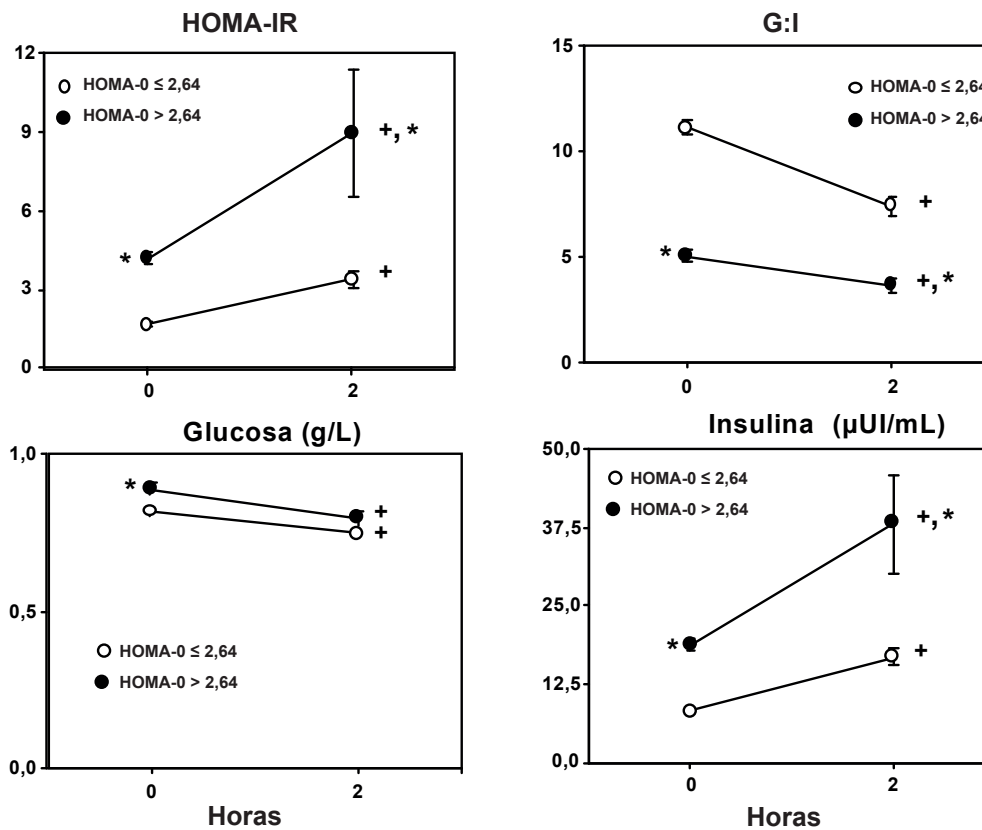 HOMA-IR
12
9
6
3
0
HOMA-0 ≤ 2,64
HOMA-0 > 2,64
*
+, *
+
0
2
G:I
15
10
5
0
HOMA-0 ≤ 2,64
HOMA-0 > 2,64
*
+
+, *
0
2
Glucosa (g/L)
1,0
0,5
0,0
*
+
+
HOMA-0 ≤ 2,64
HOMA-0 > 2,64
0
2
Horas
Insulina (µUI/mL)
50,0
37,5
25,0
12,5
0,0
HOMA-0 ≤ 2,64
HOMA-0 > 2,64
*
+, *
+
0
2
Horas